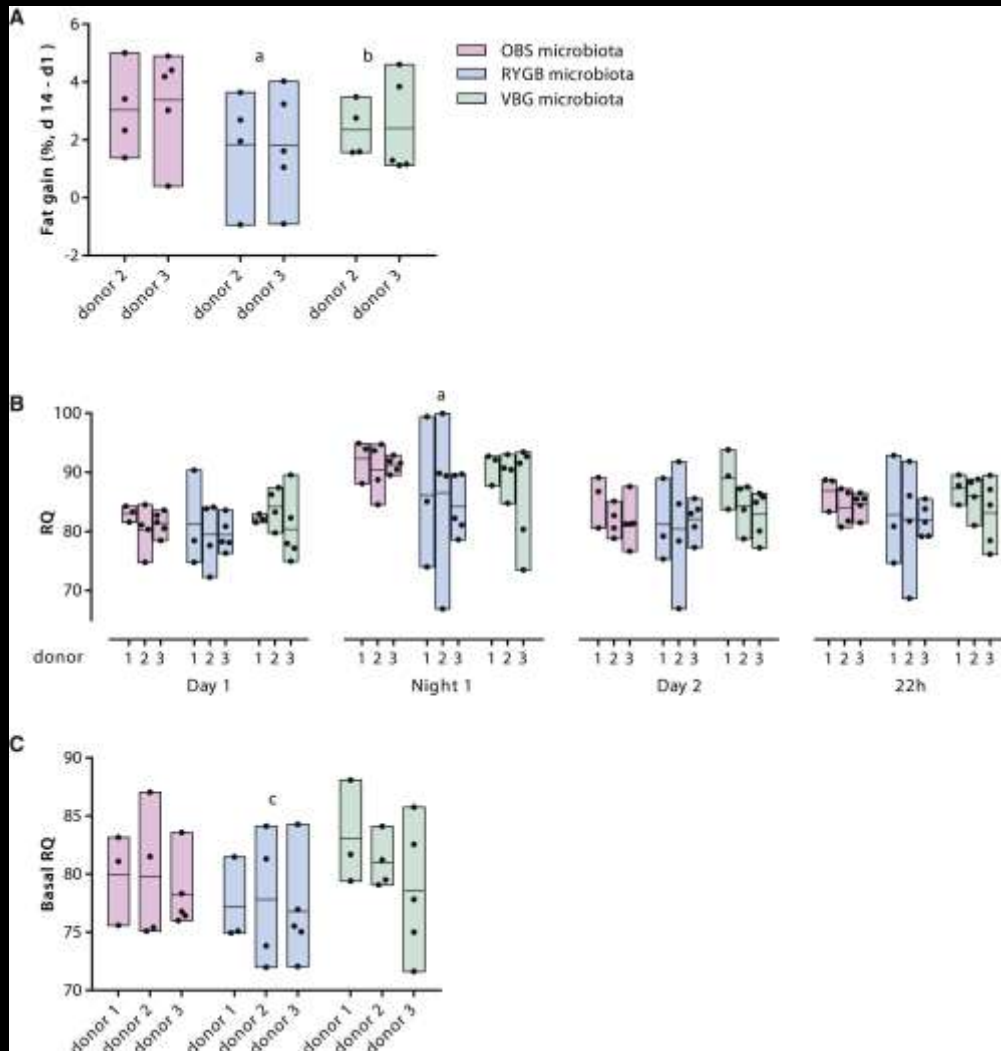 A
6
4
2
0
-2
Fat gain (%, d 14 - d1 )
a
b
OBS microbiota
RYGB microbiota
VBG microbiota
donor 2
donor 3
donor 2
donor 3
donor 2
donor 3
B
100
90
80
70
RQ
a
donor
1 2 3 1 2 3 1 2 3
1 2 3 1 2 3 1 2 3
1 2 3 1 2 3 1 2 3
1 2 3 1 2 3 1 2 3
Day 1
Night 1
Day 2
22h
C
90
85
80
75
70
Basal RQ
c
donor 1
donor 2
donor 3
donor 1
donor 2
donor 3
donor 1
donor 2
donor 3